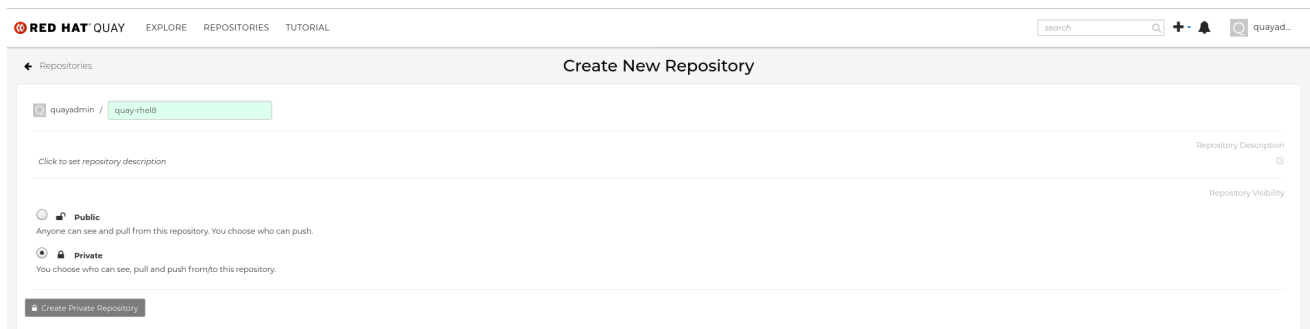 RED HAT QUAY EXPLORE REPOSITORIES TUTORIAL search quayad...
Repositories Create New Repository
quayadmin / quay-rhel8
Repository Description
Click to set repository description
Repository Visibility
Public
Anyone can see and pull from this repository. You choose who can push.
Private
You choose who can see, pull and push from/to this repository.
Create Private Repository